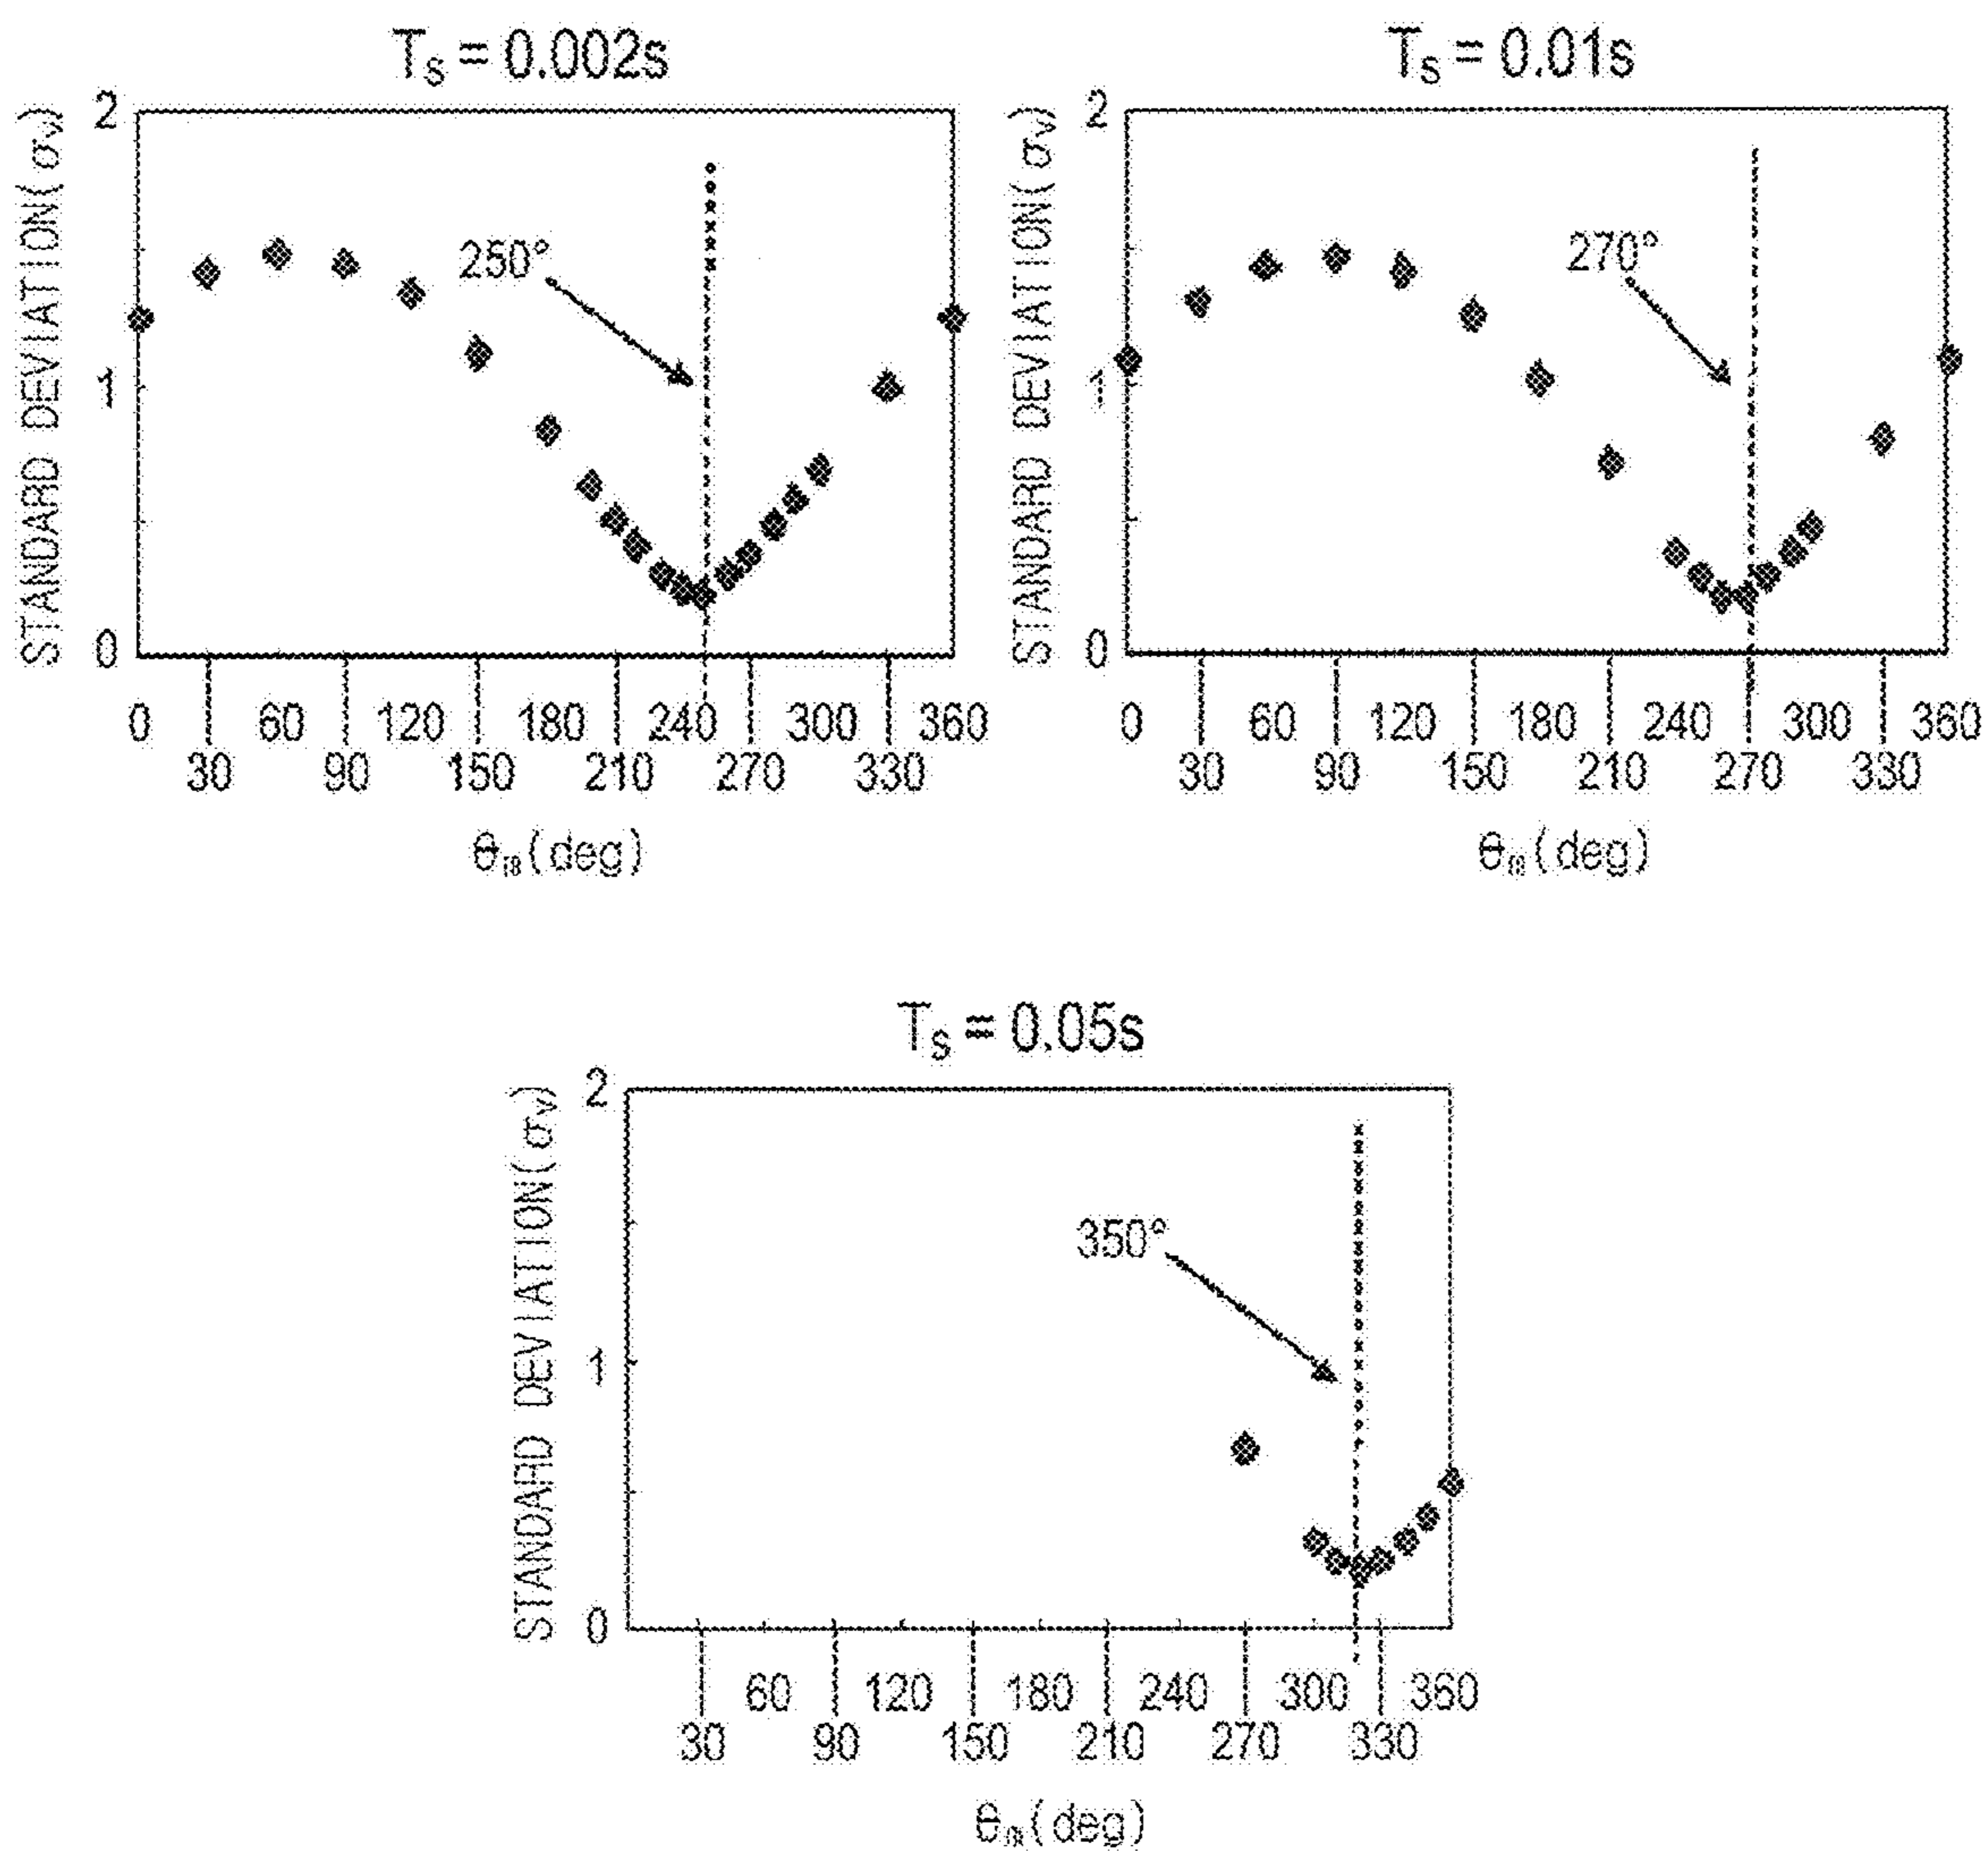 Ts = 0.002s
STANDARD DEVIATION(σv)
2
1
0
250°
0 60 120 180 240 300 360
30 90 150 210 270 330
(deg)
Ts = 0.01s
STANDARD DEVIATION(σv)
2
1
0
270°
0 60 120 180 240 300 360
30 90 150 210 270 330
(deg)
Ts = 0.05s
STANDARD DEVIATION(σv)
2
1
0
350°
60 120 180 240 300 360
30 90 150 210 270 330
(deg)